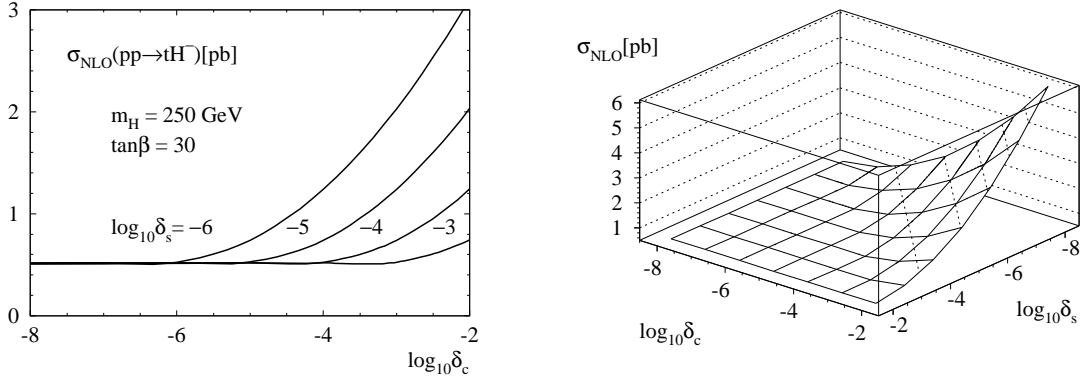 3
σNLO(pp→tH⁻)[pb]
mH = 250 GeV
tanβ = 30
2
1
log10δs = −6 −5 −4 −3
0
-8 -6 -4 -2
log10δc
σNLO[pb]
6
5
4
3
2
1
-8
-6
-4
-2
log10δc
-2
-4
-6
-8
log10δs